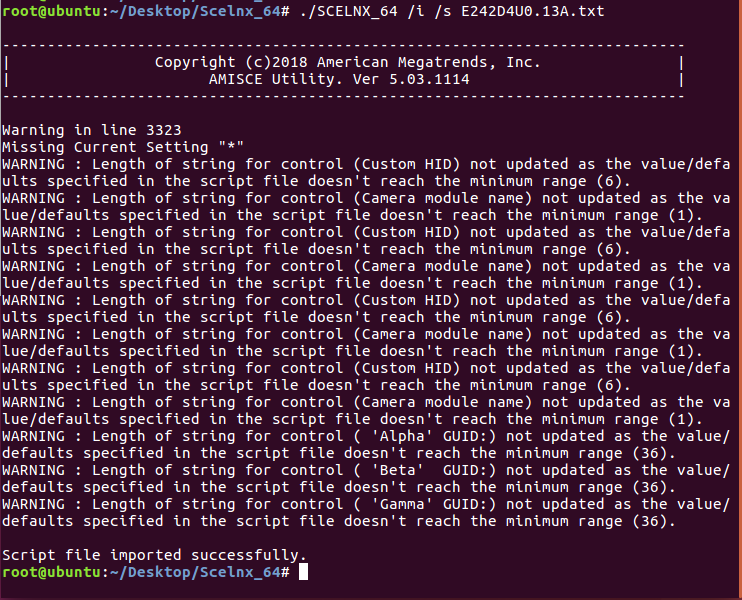 root@ubuntu:~/Desktop/Scelnx_64# ./SCELNX_64 /i /s E242D4U0.13A.txt
---------------------------------------------------------------------------
|                Copyright (c)2018 American Megatrends, Inc.               |
|                      AMISCE Utility. Ver 5.03.1114                       |
---------------------------------------------------------------------------
Warning in line 3323
Missing Current Setting "*"
WARNING : Length of string for control (Custom HID) not updated as the value/defa
ults specified in the script file doesn't reach the minimum range (6).
WARNING : Length of string for control (Camera module name) not updated as the va
lue/defaults specified in the script file doesn't reach the minimum range (1).
WARNING : Length of string for control (Custom HID) not updated as the value/defa
ults specified in the script file doesn't reach the minimum range (6).
WARNING : Length of string for control (Camera module name) not updated as the va
lue/defaults specified in the script file doesn't reach the minimum range (1).
WARNING : Length of string for control (Custom HID) not updated as the value/defa
ults specified in the script file doesn't reach the minimum range (6).
WARNING : Length of string for control (Camera module name) not updated as the va
lue/defaults specified in the script file doesn't reach the minimum range (1).
WARNING : Length of string for control (Custom HID) not updated as the value/defa
ults specified in the script file doesn't reach the minimum range (6).
WARNING : Length of string for control (Camera module name) not updated as the va
lue/defaults specified in the script file doesn't reach the minimum range (1).
WARNING : Length of string for control ( 'Alpha' GUID:) not updated as the value/
defaults specified in the script file doesn't reach the minimum range (36).
WARNING : Length of string for control ( 'Beta'  GUID:) not updated as the value/
defaults specified in the script file doesn't reach the minimum range (36).
WARNING : Length of string for control ( 'Gamma' GUID:) not updated as the value/
defaults specified in the script file doesn't reach the minimum range (36).
Script file imported successfully.
root@ubuntu:~/Desktop/Scelnx_64#